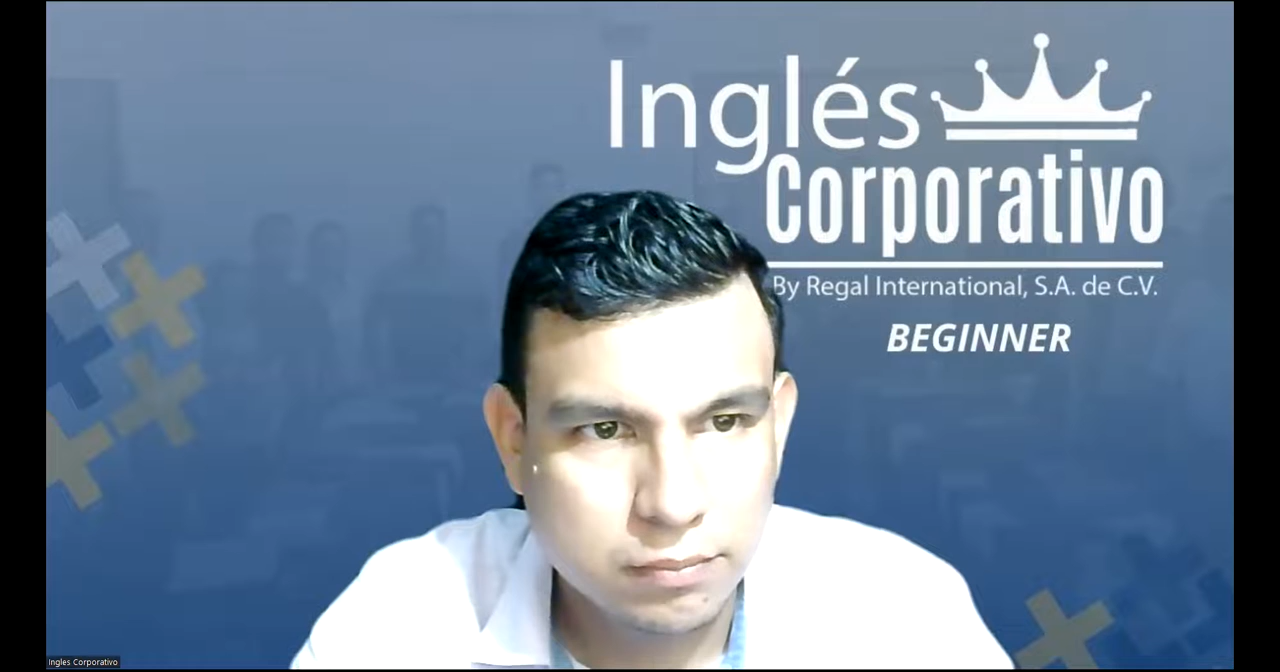 Inglés
Corporativo
By Regal International, S.A. de C.V.
BEGINNER
Ingles Corporativo